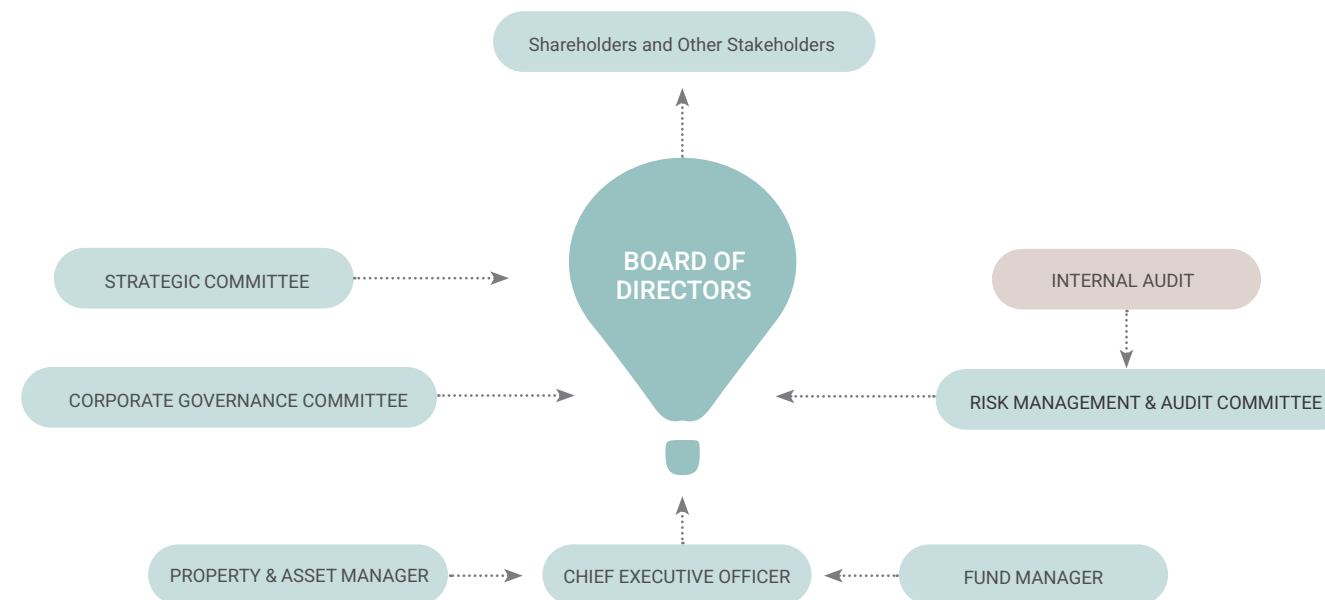 Shareholders and Other Stakeholders
BOARD OF
DIRECTORS
STRATEGIC COMMITTEE
INTERNAL AUDIT
CORPORATE GOVERNANCE COMMITTEE
RISK MANAGEMENT & AUDIT COMMITTEE
PROPERTY & ASSET MANAGER
CHIEF EXECUTIVE OFFICER
FUND MANAGER